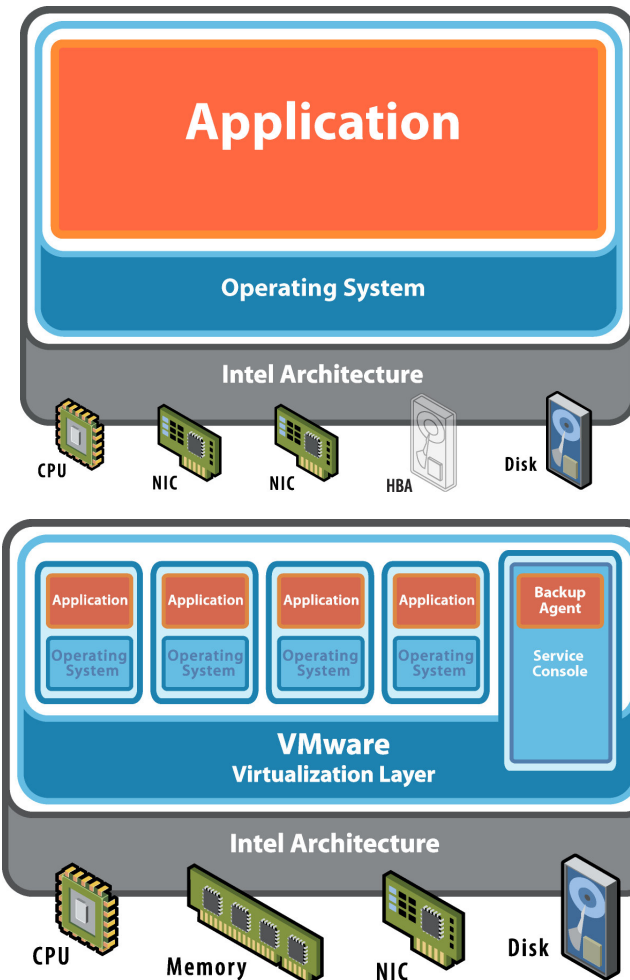 Application
Operating System
Intel Architecture
CPU
NIC
NIC
HBA
Disk
Application
Application
Application
Application
Backup
Agent
Operating
System
Operating
System
Operating
System
Operating
System
Service
Console
VMware
Virtualization Layer
Intel Architecture
CPU
Memory
NIC
Disk